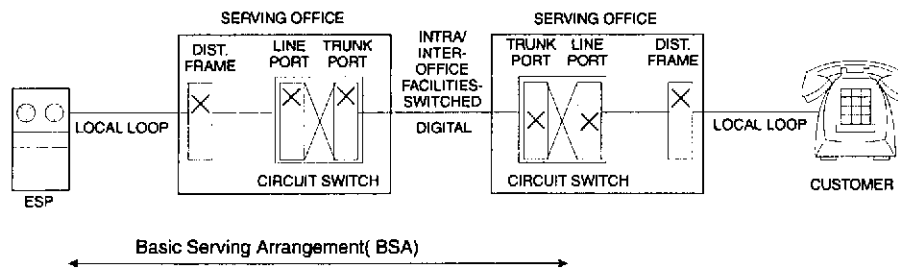 SERVING OFFICE
SERVING OFFICE
DIST.
FRAME
LINE
PORT
TRUNK
PORT
INTRA/
INTER-
OFFICE
FACILITIES-
SWITCHED
TRUNK
PORT
LINE
PORT
DIST.
FRAME
LOCAL LOOP
DIGITAL
LOCAL LOOP
CIRCUIT SWITCH
CIRCUIT SWITCH
ESP
CUSTOMER
Basic Serving Arrangement( BSA)